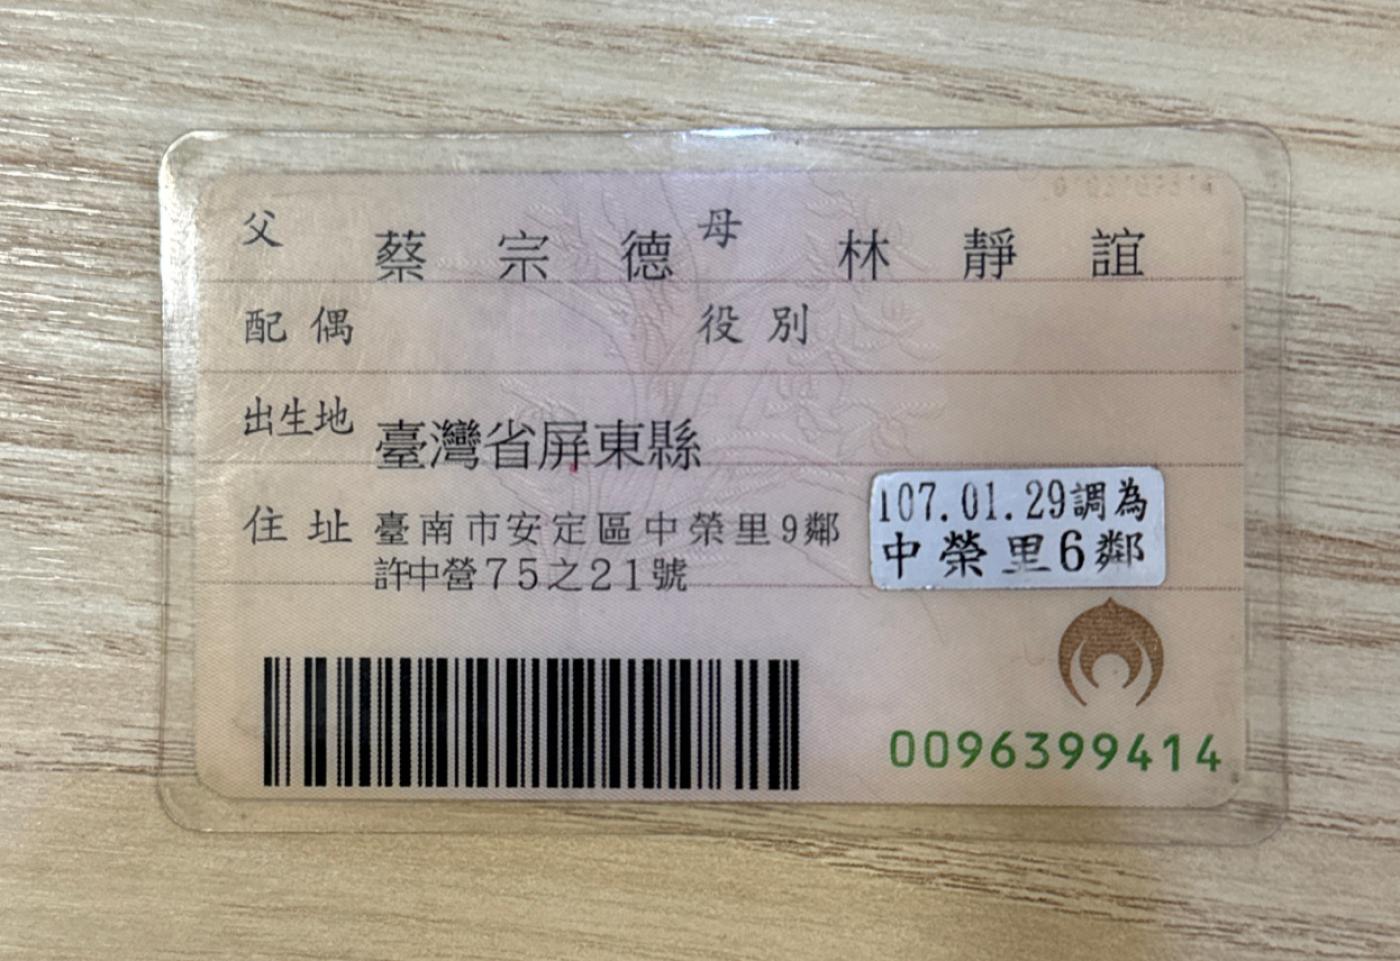 父 蔡宗德 母 林靜誼
配偶 役別
出生地 臺灣省屏東縣
住址 臺南市安定區中榮里9鄰
許中營75之21號
107.01.29調為
中榮里6鄰
0096399414